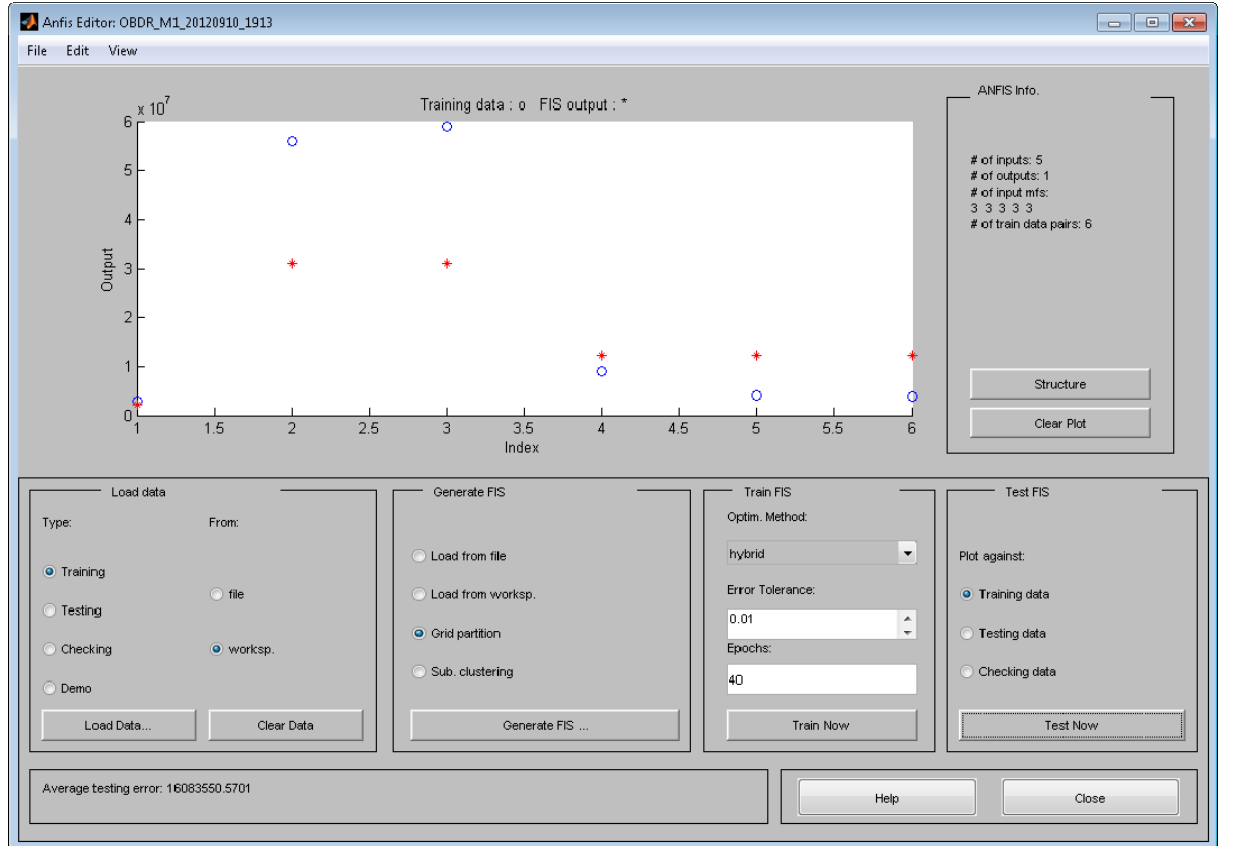 Anfis Editor: OBDR_M1_20120910_1913
File Edit View
x 10^7
Training data : o FIS output : *
6
5
4
3
2
1
0
Output
1 1.5 2 2.5 3 3.5 4 4.5 5 5.5 6
Index
ANFIS Info.
# of inputs: 5
# of outputs: 1
# of input mfs:
3 3 3 3 3
# of train data pairs: 6
Structure
Clear Plot
Load data
Type:
From:
Training
Testing
Checking
Demo
file
worksp.
Load Data...
Clear Data
Generate FIS
Load from file
Load from worksp.
Grid partition
Sub. clustering
Generate FIS ...
Train FIS
Optim. Method:
hybrid
Error Tolerance:
0.01
Epochs:
40
Train Now
Test FIS
Plot against:
Training data
Testing data
Checking data
Test Now
Average testing error: 16083550.5701
Help
Close